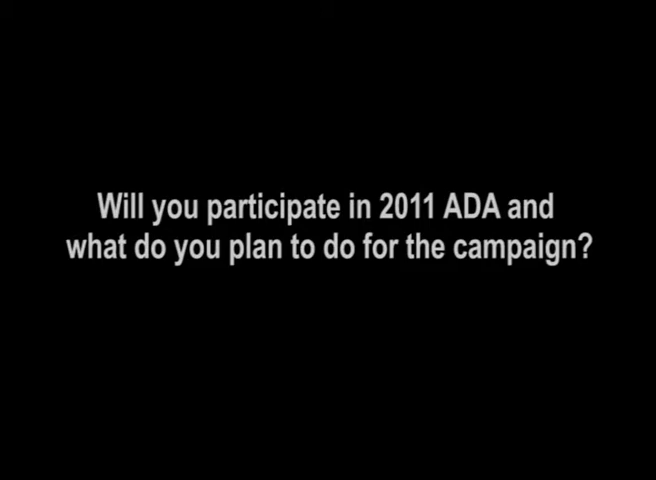 Will you participate in 2011 ADA and
what do you plan to do for the campaign?